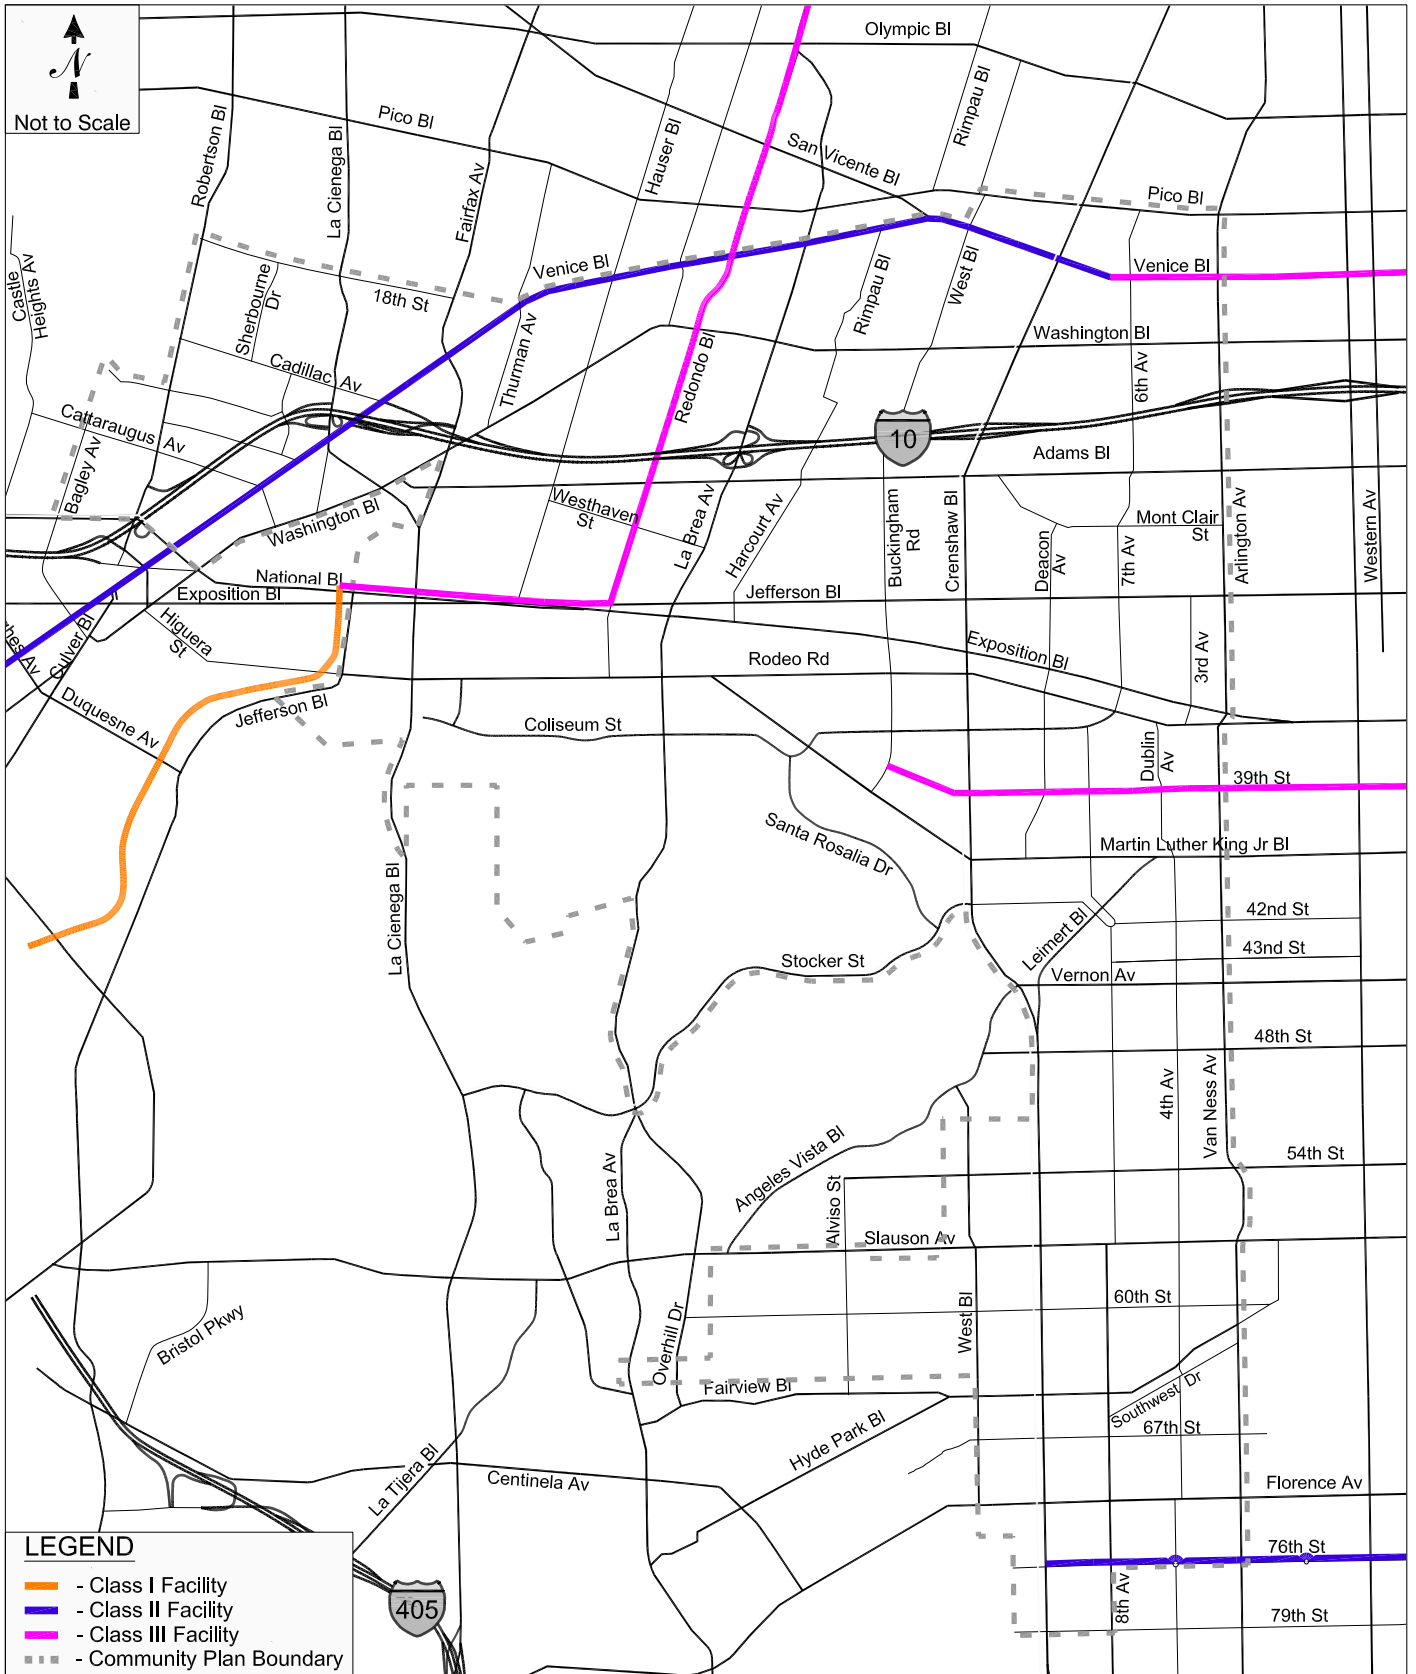 N
Not to Scale
Olympic Bl
Pico Bl
Robertson Bl
La Cienega Bl
Fairfax Av
Hauser Bl
San Vicente Bl
Rimpau Bl
Pico Bl
Castle
Heights Av
Sherbourne
Dr
18th St
Venice Bl
Thurman Av
Redondo Bl
Rimpau Bl
West Bl
Venice Bl
Washington Bl
6th Av
Cadillac Av
Cattaraugus Av
Bagley Av
10
Adams Bl
Washington Bl
Westhaven
St
La Brea Av
Harcourt Av
Buckingham
Rd
Crenshaw Bl
Deacon
Av
7th Av
Mont Clair
St
Arlington Av
Western Av
National Bl
Exposition Bl
Jefferson Bl
Higuera
St
Culver Bl
Duquesne Av
Jefferson Bl
Rodeo Rd
Exposition Bl
3rd Av
Coliseum St
Dublin
Av
39th St
Santa Rosalia Dr
Martin Luther King Jr Bl
La Cienega Bl
42nd St
Leimert Bl
43nd St
Stocker St
Vernon Av
48th St
4th Av
Van Ness Av
Angeles Vista Bl
54th St
La Brea Av
Alviso St
Slauson Av
60th St
West Bl
Bristol Pkwy
Overhill Dr
Fairview Bl
Southwest Dr
67th St
Hyde Park Bl
La Tijera Bl
Centinela Av
Florence Av
76th St
8th Av
79th St
405
LEGEND
- Class I Facility
- Class II Facility
- Class III Facility
- Community Plan Boundary